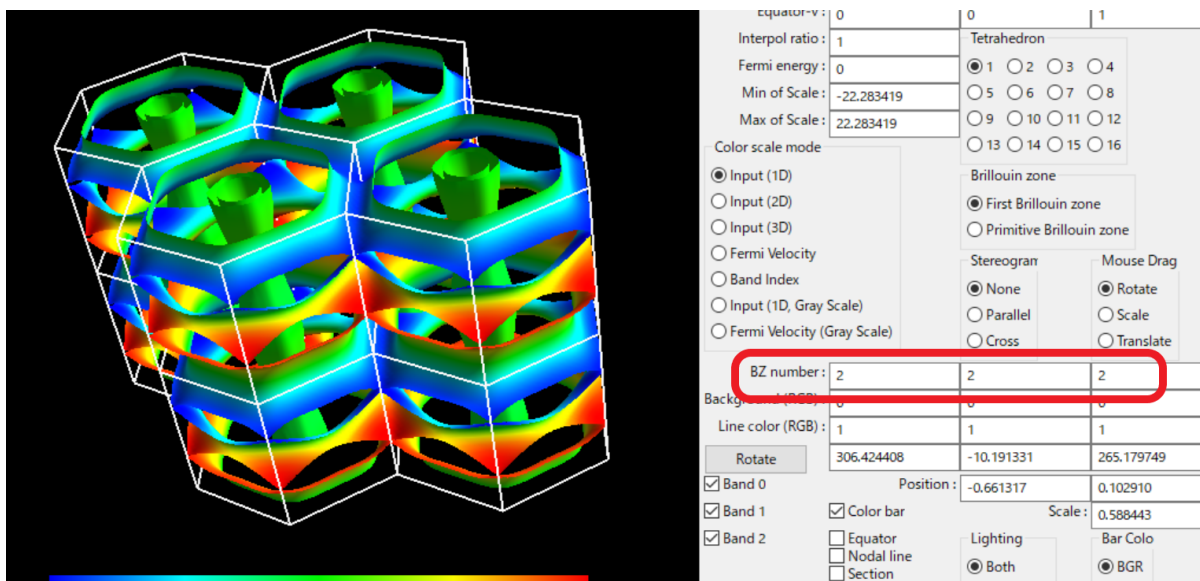 Equator-v : 0 0 1
Interpol ratio : 1
Fermi energy : 0
Min of Scale : -22.283419
Max of Scale : 22.283419
Tetrahedron
1 2 3 4
5 6 7 8
9 10 11 12
13 14 15 16
Color scale mode
Input (1D)
Input (2D)
Input (3D)
Fermi Velocity
Band Index
Input (1D, Gray Scale)
Fermi Velocity (Gray Scale)
Brillouin zone
First Brillouin zone
Primitive Brillouin zone
Stereogran
None
Parallel
Cross
Mouse Drag
Rotate
Scale
Translate
BZ number : 2 2 2
Background (RGB) : 0 0 0
Line color (RGB) : 1 1 1
Rotate 306.424408 -10.191331 265.179749
Band 0 Position : -0.661317 0.102910
Band 1 Color bar Scale : 0.588443
Band 2
Equator
Nodal line
Section
Lighting
Both
Bar Colo
BGR